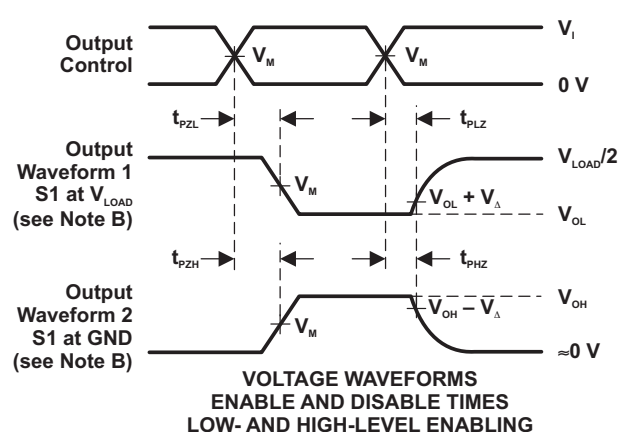 Output
Control
V_M
V_M
V_I
0 V
t_PZL
t_PLZ
Output
Waveform 1
S1 at V_LOAD
(see Note B)
V_M
V_OL + V_Δ
V_LOAD/2
V_OL
t_PZH
t_PHZ
Output
Waveform 2
S1 at GND
(see Note B)
V_M
V_OH – V_Δ
V_OH
≈0 V
VOLTAGE WAVEFORMS
ENABLE AND DISABLE TIMES
LOW- AND HIGH-LEVEL ENABLING